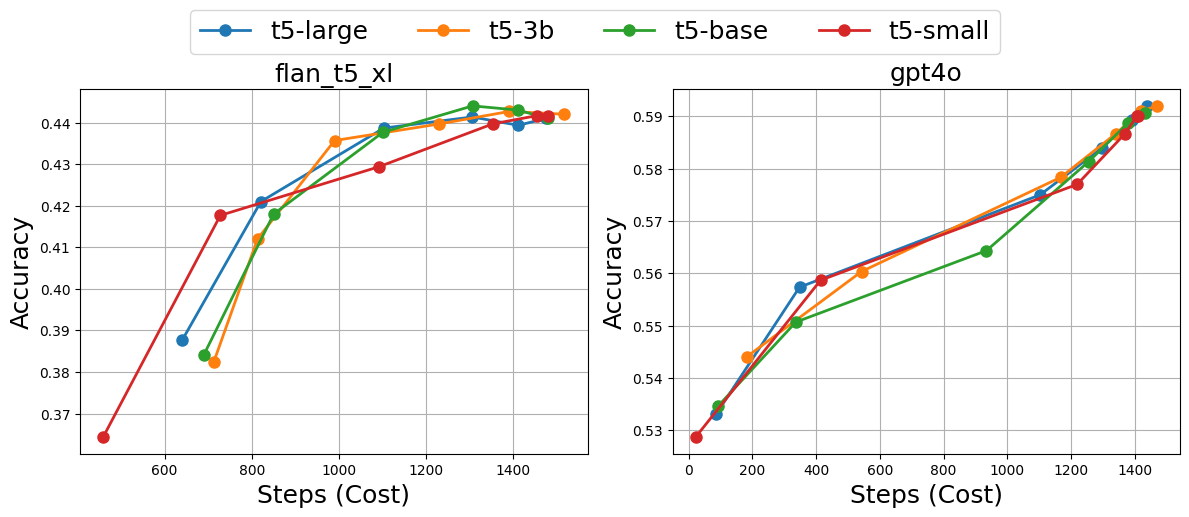 t5-large t5-3b t5-base t5-small
flan_t5_xl
0.44
0.43
0.42
0.41
0.40
0.39
0.38
0.37
Accuracy
600 800 1000 1200 1400
Steps (Cost)
gpt4o
0.59
0.58
0.57
0.56
0.55
0.54
0.53
Accuracy
0 200 400 600 800 1000 1200 1400
Steps (Cost)